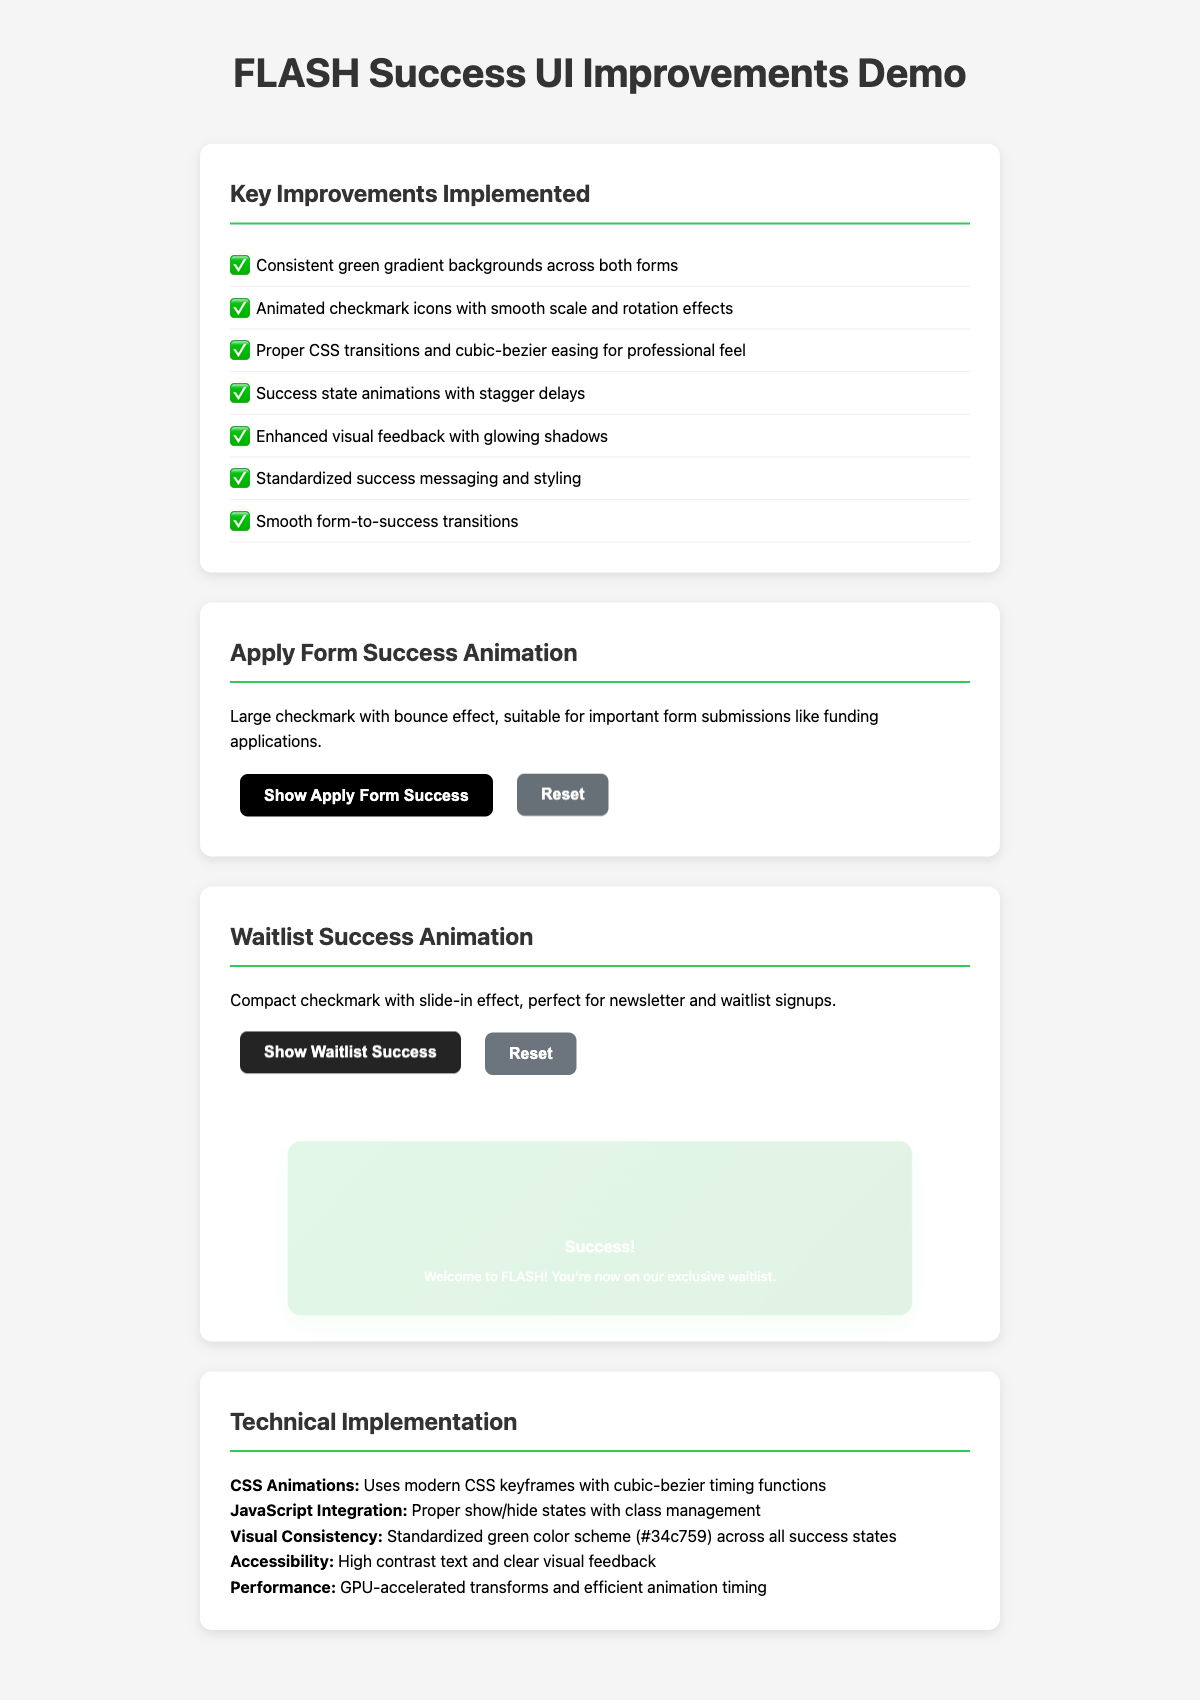 FLASH Success UI Improvements Demo
Key Improvements Implemented
✅ Consistent green gradient backgrounds across both forms
✅ Animated checkmark icons with smooth scale and rotation effects
✅ Proper CSS transitions and cubic-bezier easing for professional feel
✅ Success state animations with stagger delays
✅ Enhanced visual feedback with glowing shadows
✅ Standardized success messaging and styling
✅ Smooth form-to-success transitions
Apply Form Success Animation
Large checkmark with bounce effect, suitable for important form submissions like funding
applications.
Show Apply Form Success Reset
Waitlist Success Animation
Compact checkmark with slide-in effect, perfect for newsletter and waitlist signups.
Show Waitlist Success Reset
Success!
Welcome to FLASH! You're now on our exclusive waitlist.
Technical Implementation
CSS Animations: Uses modern CSS keyframes with cubic-bezier timing functions
JavaScript Integration: Proper show/hide states with class management
Visual Consistency: Standardized green color scheme (#34c759) across all success states
Accessibility: High contrast text and clear visual feedback
Performance: GPU-accelerated transforms and efficient animation timing